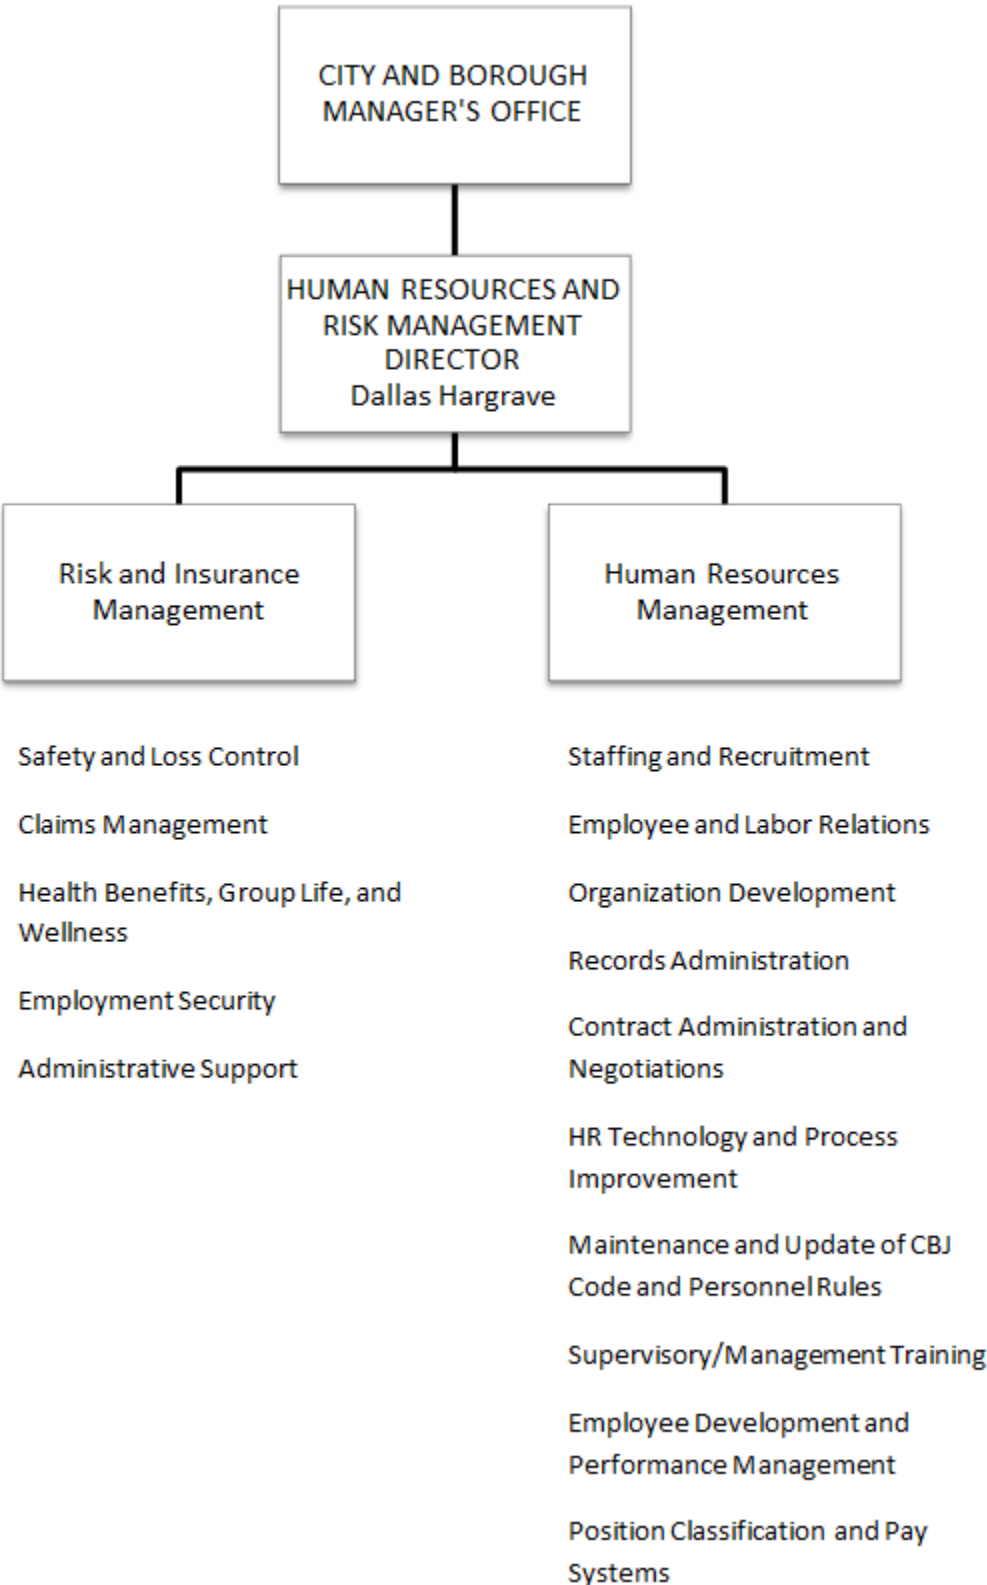 CITY AND BOROUGH
MANAGER'S OFFICE
HUMAN RESOURCES AND
RISK MANAGEMENT
DIRECTOR
Dallas Hargrave
Risk and Insurance
Management
Human Resources
Management
Safety and Loss Control
Claims Management
Health Benefits, Group Life, and
Wellness
Employment Security
Administrative Support
Staffing and Recruitment
Employee and Labor Relations
Organization Development
Records Administration
Contract Administration and
Negotiations
HR Technology and Process
Improvement
Maintenance and Update of CBJ
Code and Personnel Rules
Supervisory/Management Training
Employee Development and
Performance Management
Position Classification and Pay
Systems